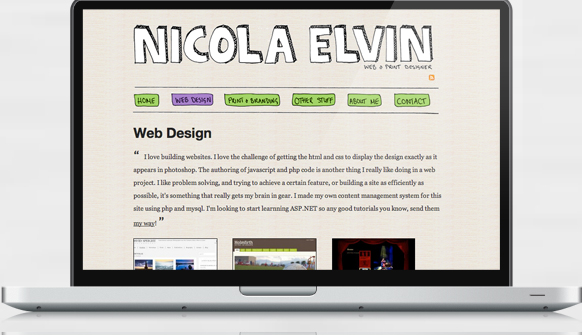 NICOLA ELVIN
WEB + PRINT DESIGNER
HOME WEB DESIGN PRINT + BRANDING OTHER STUFF ABOUT ME CONTACT
Web Design
“ I love building websites. I love the challenge of getting the html and css to display the design exactly as it
appears in photoshop. The authoring of javascript and php code is another thing I really like doing in a web
project. I like problem solving, and trying to achieve a certain feature, or building a site as efficiently as
possible, it's something that really gets my brain in gear. I made my own content management system for this
site using php and mysql. I'm looking to start learnning ASP.NET so any good tutorials you know, send them
my way! ”